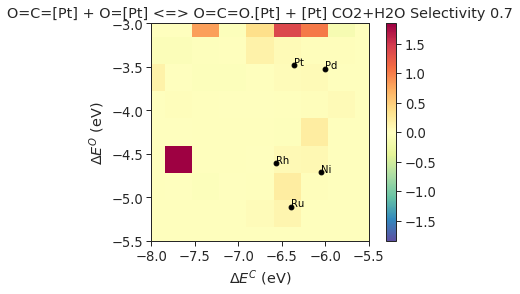 O=C=[Pt] + O=[Pt] <=> O=C=O.[Pt] + [Pt] CO2+H2O Selectivity 0.7
−3.0
−3.5
−4.0
−4.5
−5.0
−5.5
ΔE^O (eV)
Pt
Pd
Rh
Ni
Ru
−8.0 −7.5 −7.0 −6.5 −6.0 −5.5
ΔE^C (eV)
1.5
1.0
0.5
0.0
−0.5
−1.0
−1.5